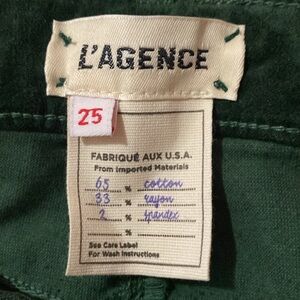 L'AGENCE
25
FABRIQUÉ AUX U.S.A.
From Imported Materials
65 % cotton
33 % rayon
2 % spandex
%
See Care Label
For Wash Instructions